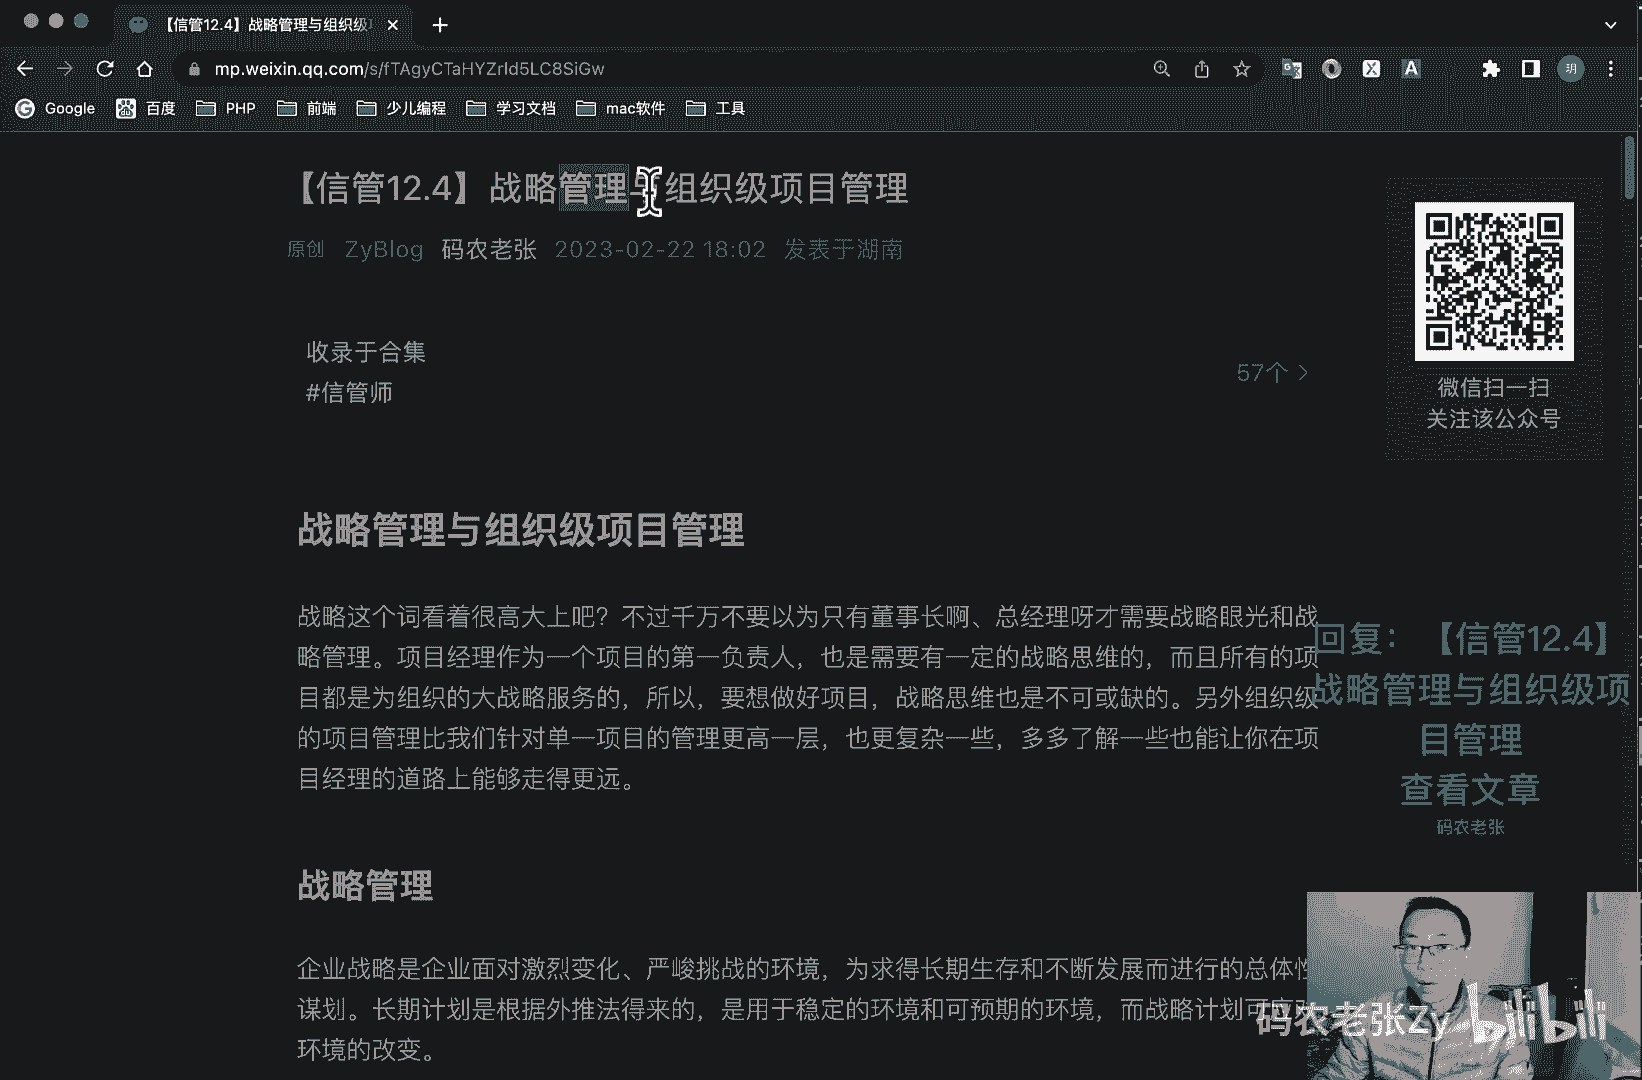 【信管12.4】战略管理与组织级项
mp.weixin.qq.com/s/fTAgyCTaHYZrId5LC8SiGw
Google 百度 PHP 前端 少儿编程 学习文档 mac软件 工具
【信管12.4】战略管理与组织级项目管理
原创 ZyBlog 码农老张 2023-02-22 18:02 发表于湖南
收录于合集
#信管师
57个
微信扫一扫
关注该公众号
战略管理与组织级项目管理
战略这个词看着很高大上吧？不过千万不要以为只有董事长啊、总经理呀才需要战略眼光和战
略管理。项目经理作为一个项目的第一负责人，也是需要有一定的战略思维的，而且所有的项
目都是为组织的大战略服务的，所以，要想做好项目，战略思维也是不可或缺的。另外组织级
的项目管理比我们针对单一项目的管理更高一层，也更复杂一些，多多了解一些也能让你在项
目经理的道路上能够走得更远。
回复：【信管12.4】
战略管理与组织级项
目管理
查看文章
码农老张
战略管理
企业战略是企业面对激烈变化、严峻挑战的环境，为求得长期生存和不断发展而进行的总体性
谋划。长期计划是根据外推法得来的，是用于稳定的环境和可预期的环境，而战略计划可
环境的改变。
码农老张Zy bilibili